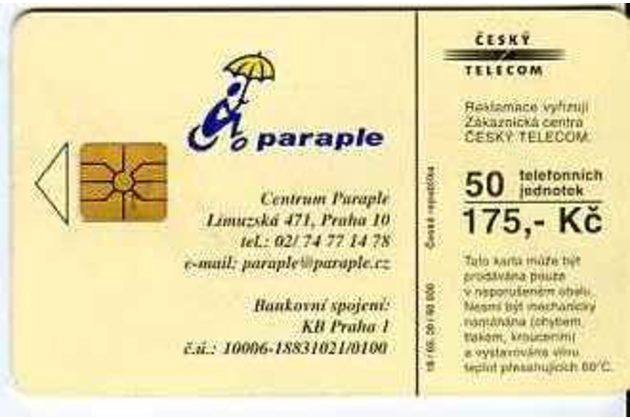 paraple
Centrum Paraple
Limuzská 471, Praha 10
tel.: 02/ 74 77 14 78
e-mail: paraple@paraple.cz
Bankovní spojení:
KB Praha 1
č.ú.: 10006-18831021/0100
Česká republika
ČESKÝ
TELECOM
Reklamace vyřizují
Zákaznická centra
ČESKÝ TELECOM.
50 telefonních
jednotek
175,- Kč
Tato karta může být
prodávána pouze
v neporušeném obalu.
Nesmí být mechanicky
namáhána (ohybem,
tlakem, kroucením)
a vystavována vlivu
teplot přesahujících 60°C.